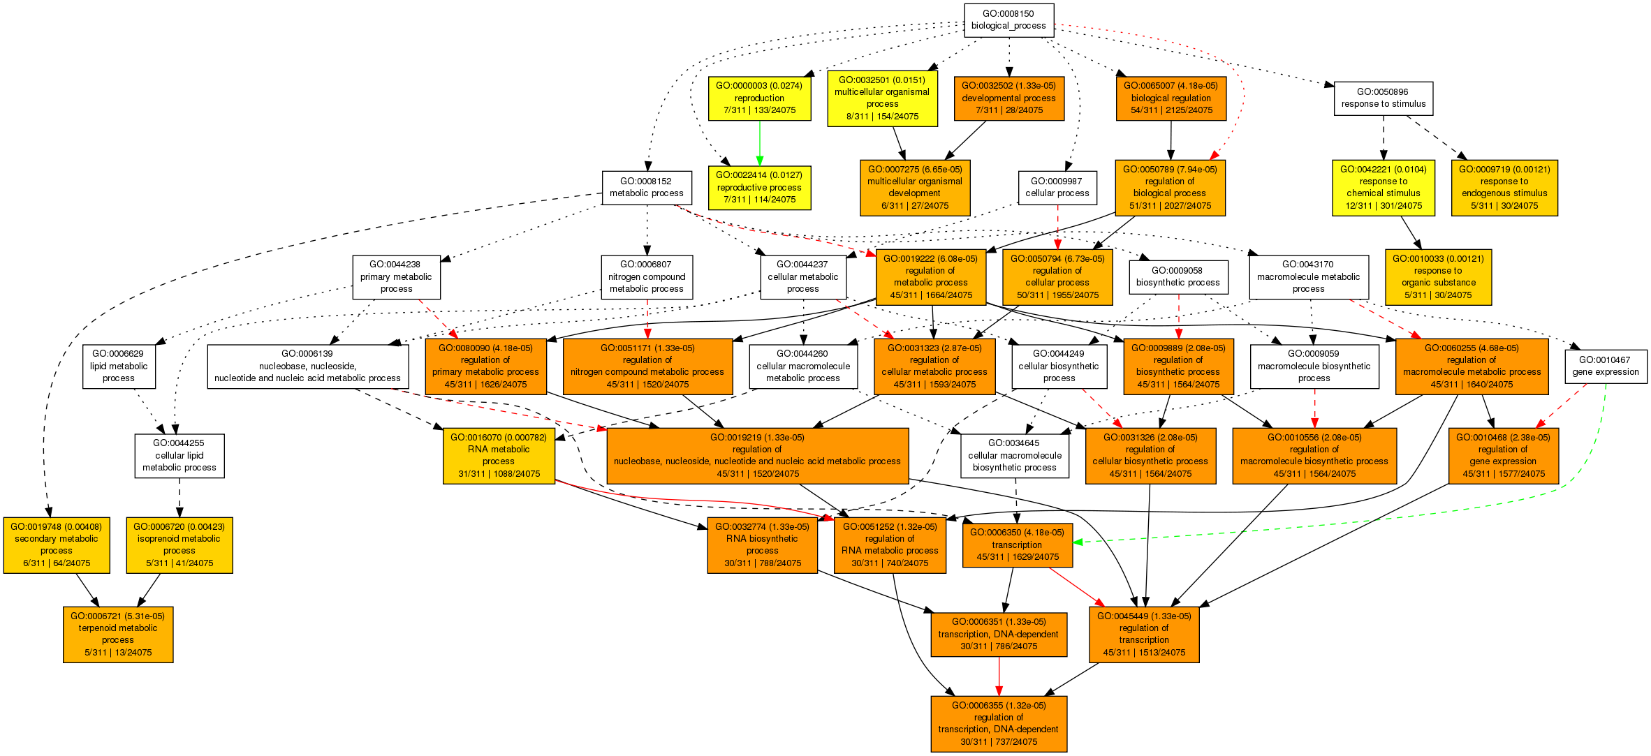 GO:0008150
biological_process
GO:0000003 (0.0274)
reproduction
7/311 | 133/24075
GO:0032501 (0.0151)
multicellular organismal
process
8/311 | 154/24075
GO:0032502 (1.33e-05)
developmental process
7/311 | 28/24075
GO:0065007 (4.18e-05)
biological regulation
54/311 | 2125/24075
GO:0050896
response to stimulus
GO:0008152
metabolic process
GO:0022414 (0.0127)
reproductive process
7/311 | 114/24075
GO:0007275 (6.65e-05)
multicellular organismal
development
6/311 | 27/24075
GO:0009987
cellular process
GO:0050789 (7.94e-05)
regulation of
biological process
51/311 | 2027/24075
GO:0042221 (0.0104)
response to
chemical stimulus
12/311 | 301/24075
GO:0009719 (0.00121)
response to
endogenous stimulus
5/311 | 30/24075
GO:0044238
primary metabolic
process
GO:0006807
nitrogen compound
metabolic process
GO:0044237
cellular metabolic
process
GO:0019222 (6.08e-05)
regulation of
metabolic process
45/311 | 1664/24075
GO:0050794 (6.73e-05)
regulation of
cellular process
50/311 | 1955/24075
GO:0009058
biosynthetic process
GO:0043170
macromolecule metabolic
process
GO:0010033 (0.00121)
response to
organic substance
5/311 | 30/24075
GO:0006629
lipid metabolic
process
GO:0006139
nucleobase, nucleoside,
nucleotide and nucleic acid metabolic process
GO:0080090 (4.18e-05)
regulation of
primary metabolic process
45/311 | 1626/24075
GO:0051171 (1.33e-05)
regulation of
nitrogen compound metabolic process
45/311 | 1520/24075
GO:0044260
cellular macromolecule
metabolic process
GO:0031323 (2.87e-05)
regulation of
cellular metabolic process
45/311 | 1593/24075
GO:0044249
cellular biosynthetic
process
GO:0009889 (2.08e-05)
regulation of
biosynthetic process
45/311 | 1564/24075
GO:0009059
macromolecule biosynthetic
process
GO:0060255 (4.68e-05)
regulation of
macromolecule metabolic process
45/311 | 1640/24075
GO:0010467
gene expression
GO:0044255
cellular lipid
metabolic process
GO:0016070 (0.000782)
RNA metabolic
process
31/311 | 1088/24075
GO:0019219 (1.33e-05)
regulation of
nucleobase, nucleoside, nucleotide and nucleic acid metabolic process
45/311 | 1520/24075
GO:0034645
cellular macromolecule
biosynthetic process
GO:0031326 (2.08e-05)
regulation of
cellular biosynthetic process
45/311 | 1564/24075
GO:0010556 (2.08e-05)
regulation of
macromolecule biosynthetic process
45/311 | 1564/24075
GO:0010468 (2.38e-05)
regulation of
gene expression
45/311 | 1577/24075
GO:0019748 (0.00408)
secondary metabolic
process
6/311 | 64/24075
GO:0006720 (0.00423)
isoprenoid metabolic
process
5/311 | 41/24075
GO:0032774 (1.33e-05)
RNA biosynthetic
process
30/311 | 788/24075
GO:0051252 (1.32e-05)
regulation of
RNA metabolic process
30/311 | 740/24075
GO:0006350 (4.18e-05)
transcription
45/311 | 1629/24075
GO:0006721 (5.31e-05)
terpenoid metabolic
process
5/311 | 13/24075
GO:0006351 (1.33e-05)
transcription, DNA-dependent
30/311 | 786/24075
GO:0045449 (1.33e-05)
regulation of
transcription
45/311 | 1513/24075
GO:0006355 (1.32e-05)
regulation of
transcription, DNA-dependent
30/311 | 737/24075